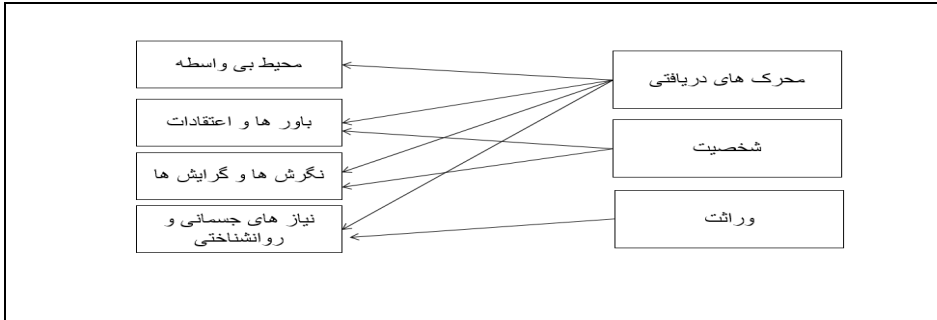 محرک های دریافتی
شخصیت
وراثت
محیط بی واسطه
باور ها و اعتقادات
نگرش ها و گرایش ها
نیاز های جسمانی و
روانشناختی